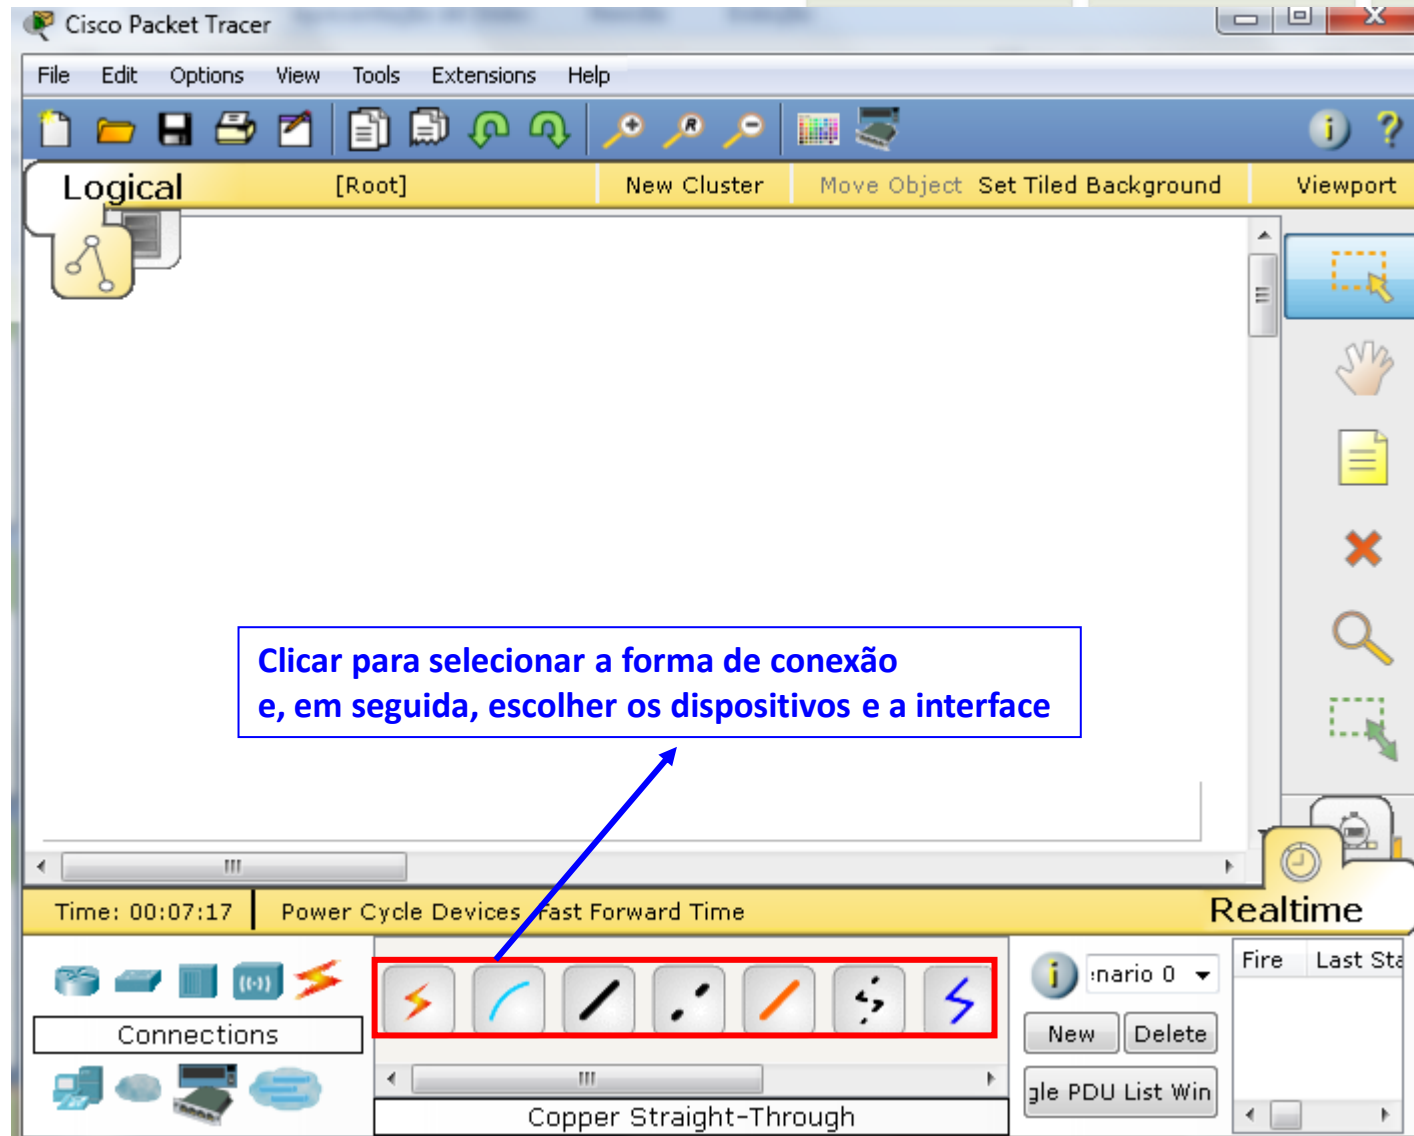 Cisco Packet Tracer
File Edit Options View Tools Extensions Help
Logical [Root] New Cluster Move Object Set Tiled Background Viewport
Clicar para selecionar a forma de conexão
e, em seguida, escolher os dispositivos e a interface
Time: 00:07:17 Power Cycle Devices Fast Forward Time Realtime
Fire Last Sta
nario 0
Connections
New Delete
gle PDU List Win
Copper Straight-Through